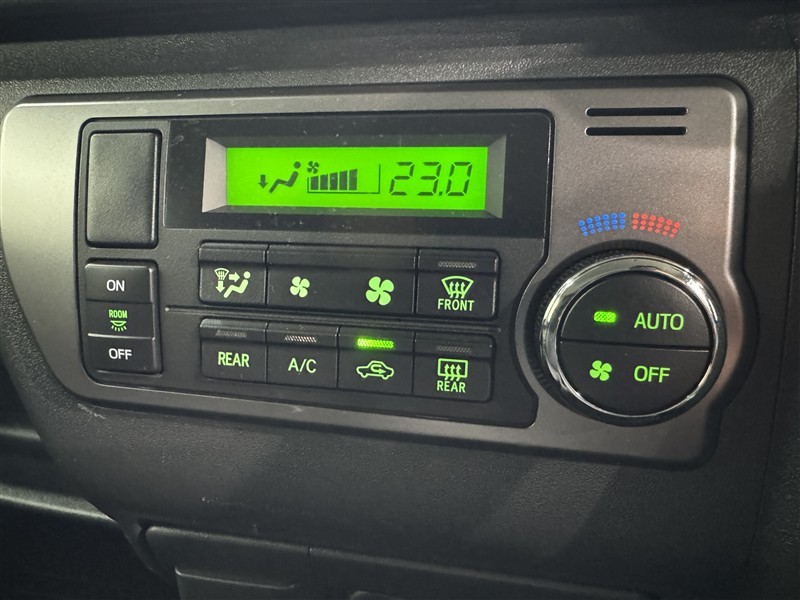 23.0
ON
ROOM
OFF
FRONT
REAR
A/C
REAR
AUTO
OFF